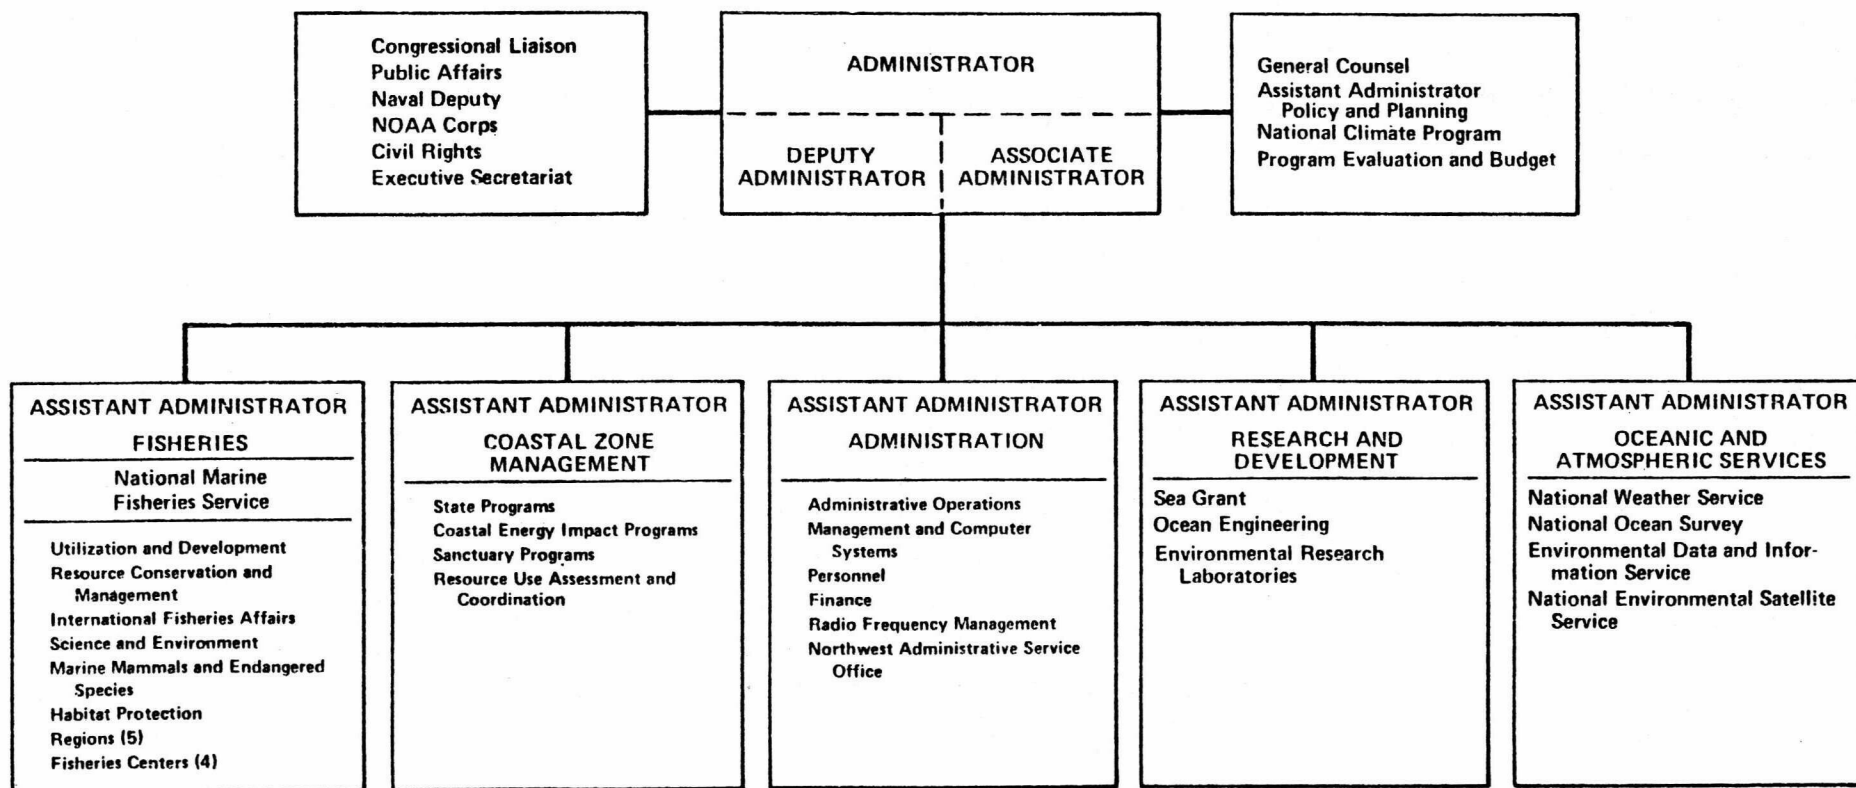 Congressional Liaison
Public Affairs
Naval Deputy
NOAA Corps
Civil Rights
Executive Secretariat
ADMINISTRATOR
DEPUTY
ADMINISTRATOR
ASSOCIATE
ADMINISTRATOR
General Counsel
Assistant Administrator
Policy and Planning
National Climate Program
Program Evaluation and Budget
ASSISTANT ADMINISTRATOR
FISHERIES
National Marine
Fisheries Service
Utilization and Development
Resource Conservation and
Management
International Fisheries Affairs
Science and Environment
Marine Mammals and Endangered
Species
Habitat Protection
Regions (5)
Fisheries Centers (4)
ASSISTANT ADMINISTRATOR
COASTAL ZONE
MANAGEMENT
State Programs
Coastal Energy Impact Programs
Sanctuary Programs
Resource Use Assessment and
Coordination
ASSISTANT ADMINISTRATOR
ADMINISTRATION
Administrative Operations
Management and Computer
Systems
Personnel
Finance
Radio Frequency Management
Northwest Administrative Service
Office
ASSISTANT ADMINISTRATOR
RESEARCH AND
DEVELOPMENT
Sea Grant
Ocean Engineering
Environmental Research
Laboratories
ASSISTANT ADMINISTRATOR
OCEANIC AND
ATMOSPHERIC SERVICES
National Weather Service
National Ocean Survey
Environmental Data and Infor-
mation Service
National Environmental Satellite
Service